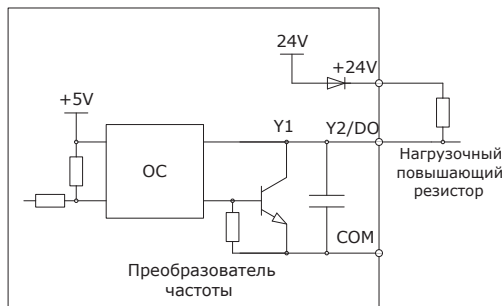 24V
+24V
+5V
Y1
Y2/DO
OC
Нагрузочный
повышающий
резистор
COM
Преобразователь
частоты